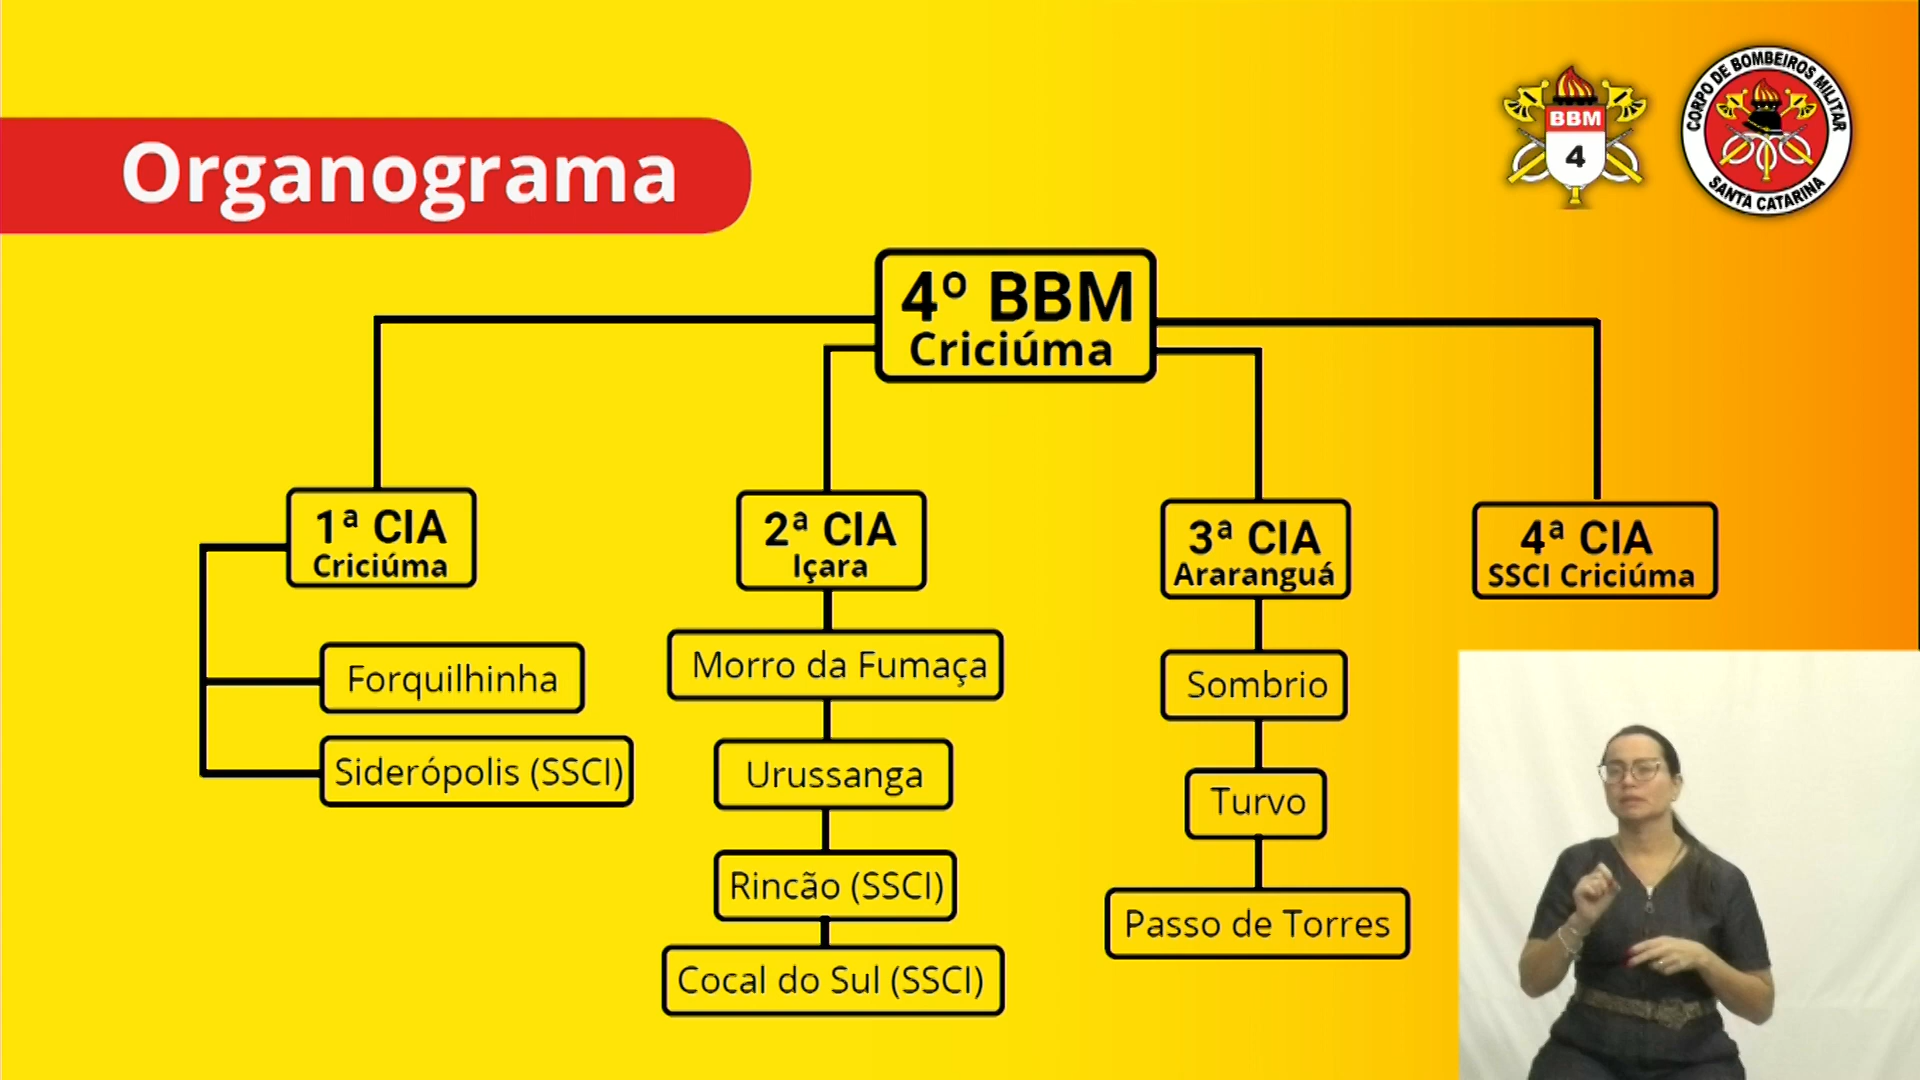 Organograma
BBM
4
CORPO DE BOMBEIROS MILITAR
SANTA CATARINA
4º BBM
Criciúma
1ª CIA
Criciúma
Forquilhinha
Siderópolis (SSCI)
2ª CIA
Içara
Morro da Fumaça
Urussanga
Rincão (SSCI)
Cocal do Sul (SSCI)
3ª CIA
Araranguá
Sombrio
Turvo
Passo de Torres
4ª CIA
SSCI Criciúma